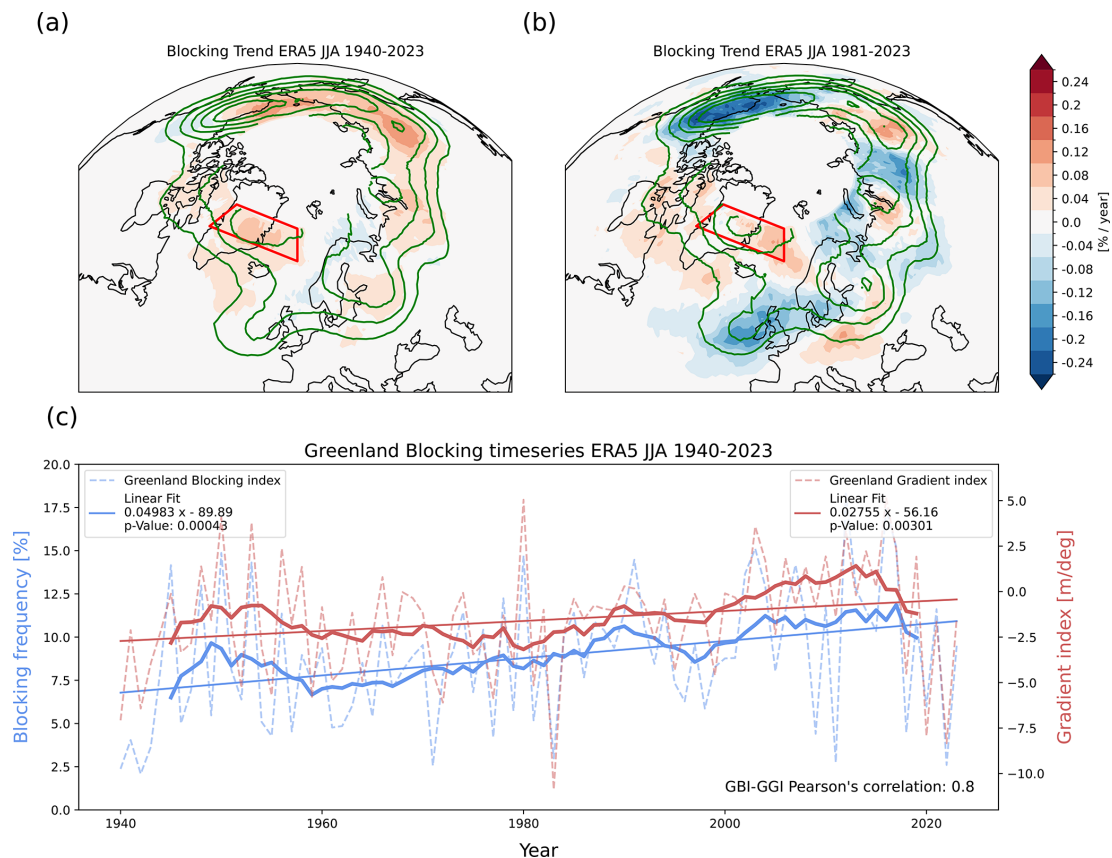 (a)
(b)
Blocking Trend ERA5 JJA 1940-2023
Blocking Trend ERA5 JJA 1981-2023
0.24
0.2
0.16
0.12
0.08
0.04
0.0
-0.04
-0.08
-0.12
-0.16
-0.2
-0.24
[% / year]
(c)
Greenland Blocking timeseries ERA5 JJA 1940-2023
Blocking frequency [%]
20.0
17.5
15.0
12.5
10.0
7.5
5.0
2.5
0.0
Greenland Blocking index
Linear Fit
0.04983 x - 89.89
p-Value: 0.00043
Greenland Gradient index
Linear Fit
0.02755 x - 56.16
p-Value: 0.00301
5.0
2.5
0.0
−2.5
−5.0
−7.5
−10.0
Gradient index [m/deg]
GBI-GGI Pearson's correlation: 0.8
1940
1960
1980
2000
2020
Year